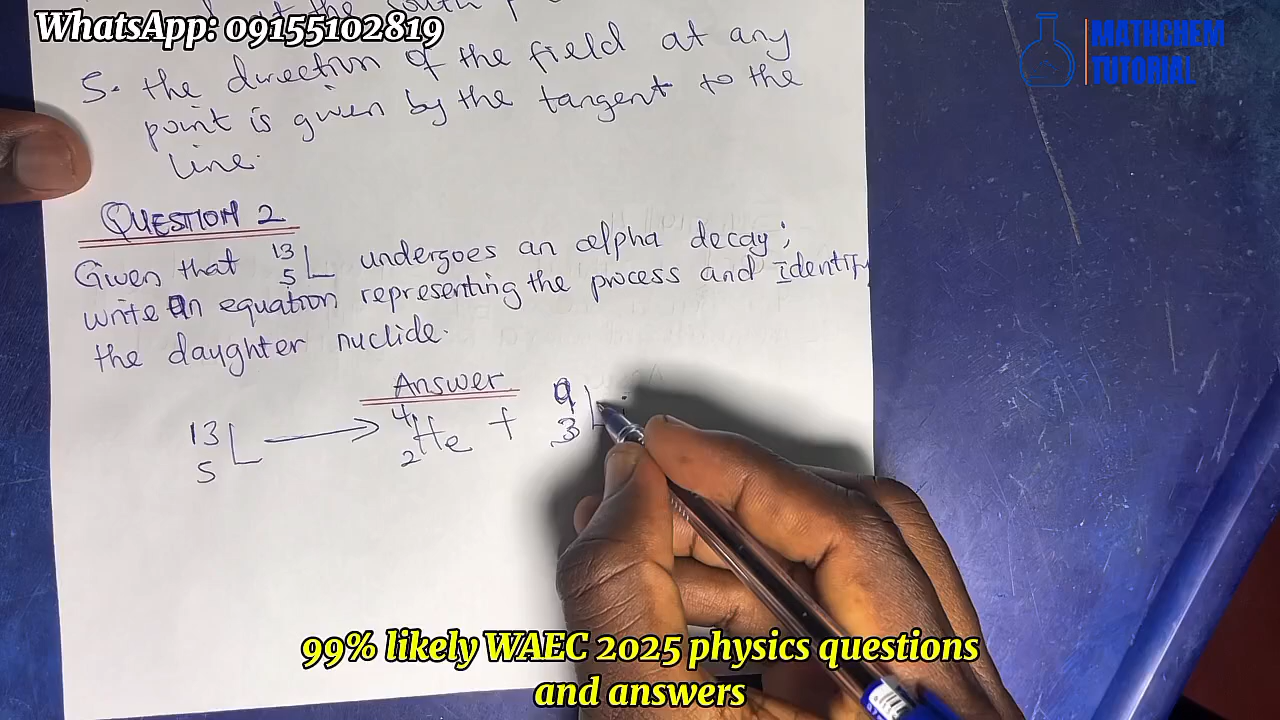 WhatsApp: 09155102819
MATHCHEM
TUTORIAL
the south
5. the direction of the field at any
point is given by the tangent to the
line.
QUESTION 2
Given that ¹³₅L undergoes an alpha decay;
write an equation representing the process and identify
the daughter nuclide.
Answer
¹³₅L → ⁴₂He + ⁹₃L
99% likely WAEC 2025 physics questions
and answers